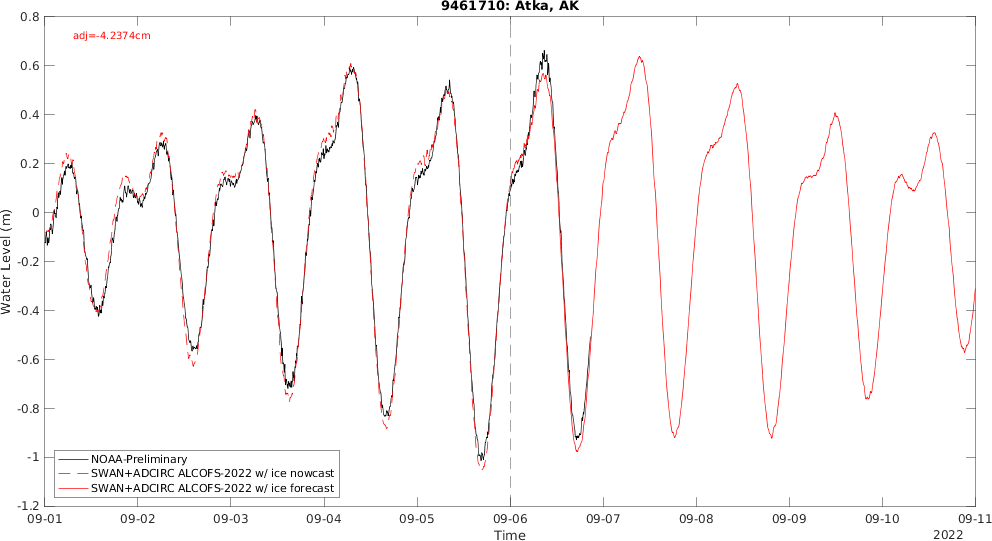 9461710: Atka, AK
adj=-4.2374cm
0.8
0.6
0.4
0.2
0
-0.2
-0.4
-0.6
-0.8
-1
-1.2
Water Level (m)
NOAA-Preliminary
SWAN+ADCIRC ALCOFS-2022 w/ ice nowcast
SWAN+ADCIRC ALCOFS-2022 w/ ice forecast
09-01 09-02 09-03 09-04 09-05 09-06 09-07 09-08 09-09 09-10 09-11
Time
2022